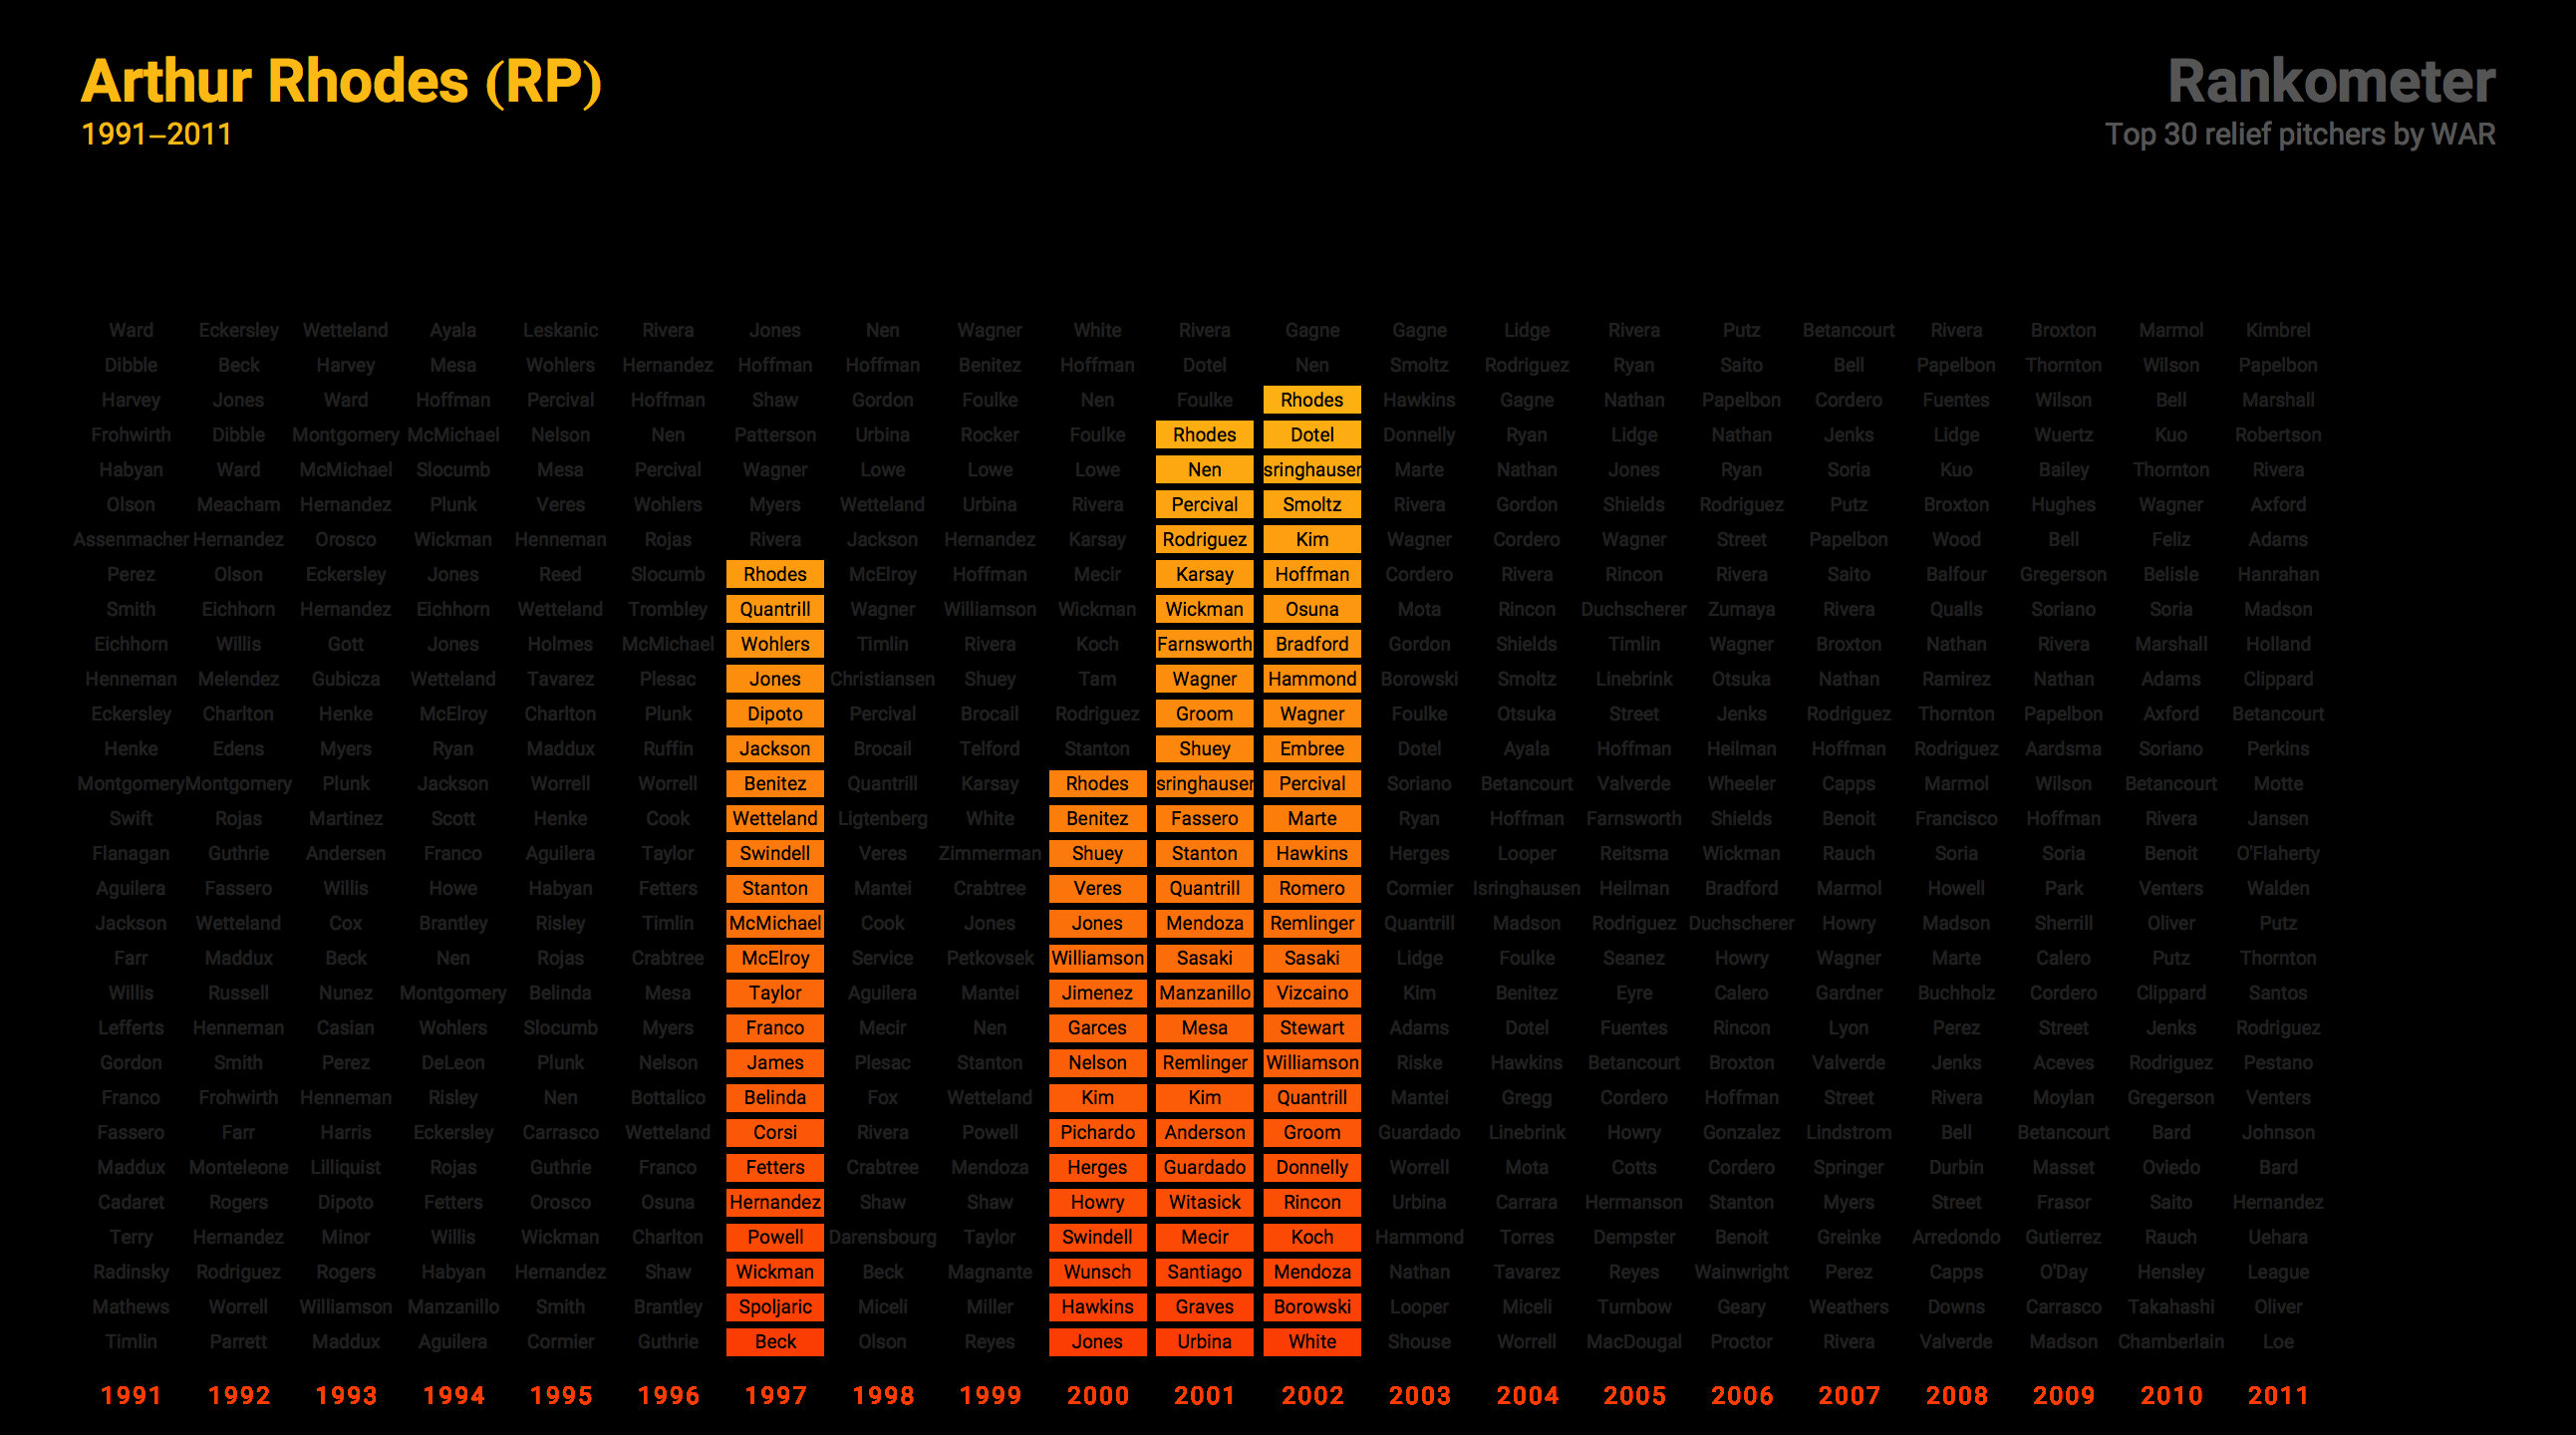 Arthur Rhodes (RP)
1991–2011
Rankometer
Top 30 relief pitchers by WAR
Ward Eckersley Wetteland Ayala Leskanic Rivera Jones Nen Wagner White Rivera Gagne Gagne Lidge Rivera Putz Betancourt Rivera Broxton Marmol Kimbrel
Dibble Beck Harvey Mesa Wohlers Hernandez Hoffman Hoffman Benitez Hoffman Dotel Nen Smoltz Rodriguez Ryan Saito Bell Papelbon Thornton Wilson Papelbon
Harvey Jones Ward Hoffman Percival Hoffman Shaw Gordon Foulke Nen Foulke Rhodes Hawkins Gagne Nathan Papelbon Cordero Fuentes Wilson Bell Marshall
Frohwirth Dibble Montgomery McMichael Nelson Nen Patterson Urbina Rocker Foulke Rhodes Dotel Donnelly Ryan Lidge Nathan Jenks Lidge Wuertz Kuo Robertson
Habyan Ward McMichael Slocumb Mesa Percival Wagner Lowe Lowe Lowe Nen sringhauser Marte Nathan Jones Ryan Soria Kuo Bailey Thornton Rivera
Olson Meacham Hernandez Plunk Veres Wohlers Myers Wetteland Urbina Rivera Percival Smoltz Rivera Gordon Shields Rodriguez Putz Broxton Hughes Wagner Axford
Assenmacher Hernandez Orosco Wickman Henneman Rojas Rivera Jackson Hernandez Karsay Rodriguez Kim Wagner Cordero Wagner Street Papelbon Wood Bell Feliz Adams
Perez Olson Eckersley Jones Reed Slocumb Rhodes McElroy Hoffman Mecir Karsay Hoffman Cordero Rivera Rincon Rivera Saito Balfour Gregerson Belisle Hanrahan
Smith Eichhorn Hernandez Eichhorn Wetteland Trombley Quantrill Wagner Williamson Wickman Wickman Osuna Mota Rincon Duchscherer Zumaya Rivera Qualls Soriano Soria Madson
Eichhorn Willis Gott Jones Holmes McMichael Wohlers Timlin Rivera Koch Farnsworth Bradford Gordon Shields Timlin Wagner Broxton Nathan Rivera Marshall Holland
Henneman Melendez Gubicza Wetteland Tavarez Plesac Jones Christiansen Shuey Tam Wagner Hammond Borowski Smoltz Linebrink Otsuka Nathan Ramirez Nathan Adams Clippard
Eckersley Charlton Henke McElroy Charlton Plunk Dipoto Percival Brocail Rodriguez Groom Wagner Foulke Otsuka Street Jenks Rodriguez Thornton Papelbon Axford Betancourt
Henke Edens Myers Ryan Maddux Ruffin Jackson Brocail Telford Stanton Shuey Embree Dotel Ayala Hoffman Heilman Hoffman Rodriguez Aardsma Soriano Perkins
Montgomery Montgomery Plunk Jackson Worrell Worrell Benitez Quantrill Karsay Rhodes sringhauser Percival Soriano Betancourt Valverde Wheeler Capps Marmol Wilson Betancourt Motte
Swift Rojas Martinez Scott Henke Cook Wetteland Ligtenberg White Benitez Fassero Marte Ryan Hoffman Farnsworth Shields Benoit Francisco Hoffman Rivera Jansen
Flanagan Guthrie Andersen Franco Aguilera Taylor Swindell Veres Zimmerman Shuey Stanton Hawkins Herges Looper Reitsma Wickman Rauch Soria Soria Benoit O'Flaherty
Aguilera Fassero Willis Howe Habyan Fetters Stanton Mantei Crabtree Veres Quantrill Romero Cormier Isringhausen Heilman Bradford Marmol Howell Park Venters Walden
Jackson Wetteland Cox Brantley Risley Timlin McMichael Cook Jones Jones Mendoza Remlinger Quantrill Madson Rodriguez Duchscherer Howry Madson Sherrill Oliver Putz
Farr Maddux Beck Nen Rojas Crabtree McElroy Service Petkovsek Williamson Sasaki Sasaki Lidge Foulke Seanez Howry Wagner Marte Calero Putz Thornton
Willis Russell Nunez Montgomery Belinda Mesa Taylor Aguilera Mantei Jimenez Manzanillo Vizcaino Kim Benitez Eyre Calero Gardner Buchholz Cordero Clippard Santos
Lefferts Henneman Casian Wohlers Slocumb Myers Franco Mecir Nen Garces Mesa Stewart Adams Dotel Fuentes Rincon Lyon Perez Street Jenks Rodriguez
Gordon Smith Perez DeLeon Plunk Nelson James Plesac Stanton Nelson Remlinger Williamson Riske Hawkins Betancourt Broxton Valverde Jenks Aceves Rodriguez Pestano
Franco Frohwirth Henneman Risley Nen Bottalico Belinda Fox Wetteland Kim Kim Quantrill Mantei Gregg Cordero Hoffman Street Rivera Moylan Gregerson Venters
Fassero Farr Harris Eckersley Carrasco Wetteland Corsi Rivera Powell Pichardo Anderson Groom Guardado Linebrink Howry Gonzalez Lindstrom Bell Betancourt Bard Johnson
Maddux Monteleone Lilliquist Rojas Guthrie Franco Fetters Crabtree Mendoza Herges Guardado Donnelly Worrell Mota Cotts Cordero Springer Durbin Masset Oviedo Bard
Cadaret Rogers Dipoto Fetters Orosco Osuna Hernandez Shaw Shaw Howry Witasick Rincon Urbina Carrara Hermanson Stanton Myers Street Frasor Saito Hernandez
Terry Hernandez Minor Willis Wickman Charlton Powell Darensbourg Taylor Swindell Mecir Koch Hammond Torres Dempster Benoit Greinke Arredondo Gutierrez Rauch Uehara
Radinsky Rodriguez Rogers Habyan Hernandez Shaw Wickman Beck Magnante Wunsch Santiago Mendoza Nathan Tavarez Reyes Wainwright Perez Capps O'Day Hensley League
Mathews Worrell Williamson Manzanillo Smith Brantley Spoljaric Miceli Miller Hawkins Graves Borowski Looper Miceli Turnbow Geary Weathers Downs Carrasco Takahashi Oliver
Timlin Parrett Maddux Aguilera Cormier Guthrie Beck Olson Reyes Jones Urbina White Shouse Worrell MacDougal Proctor Rivera Valverde Madson Chamberlain Loe
1991 1992 1993 1994 1995 1996 1997 1998 1999 2000 2001 2002 2003 2004 2005 2006 2007 2008 2009 2010 2011